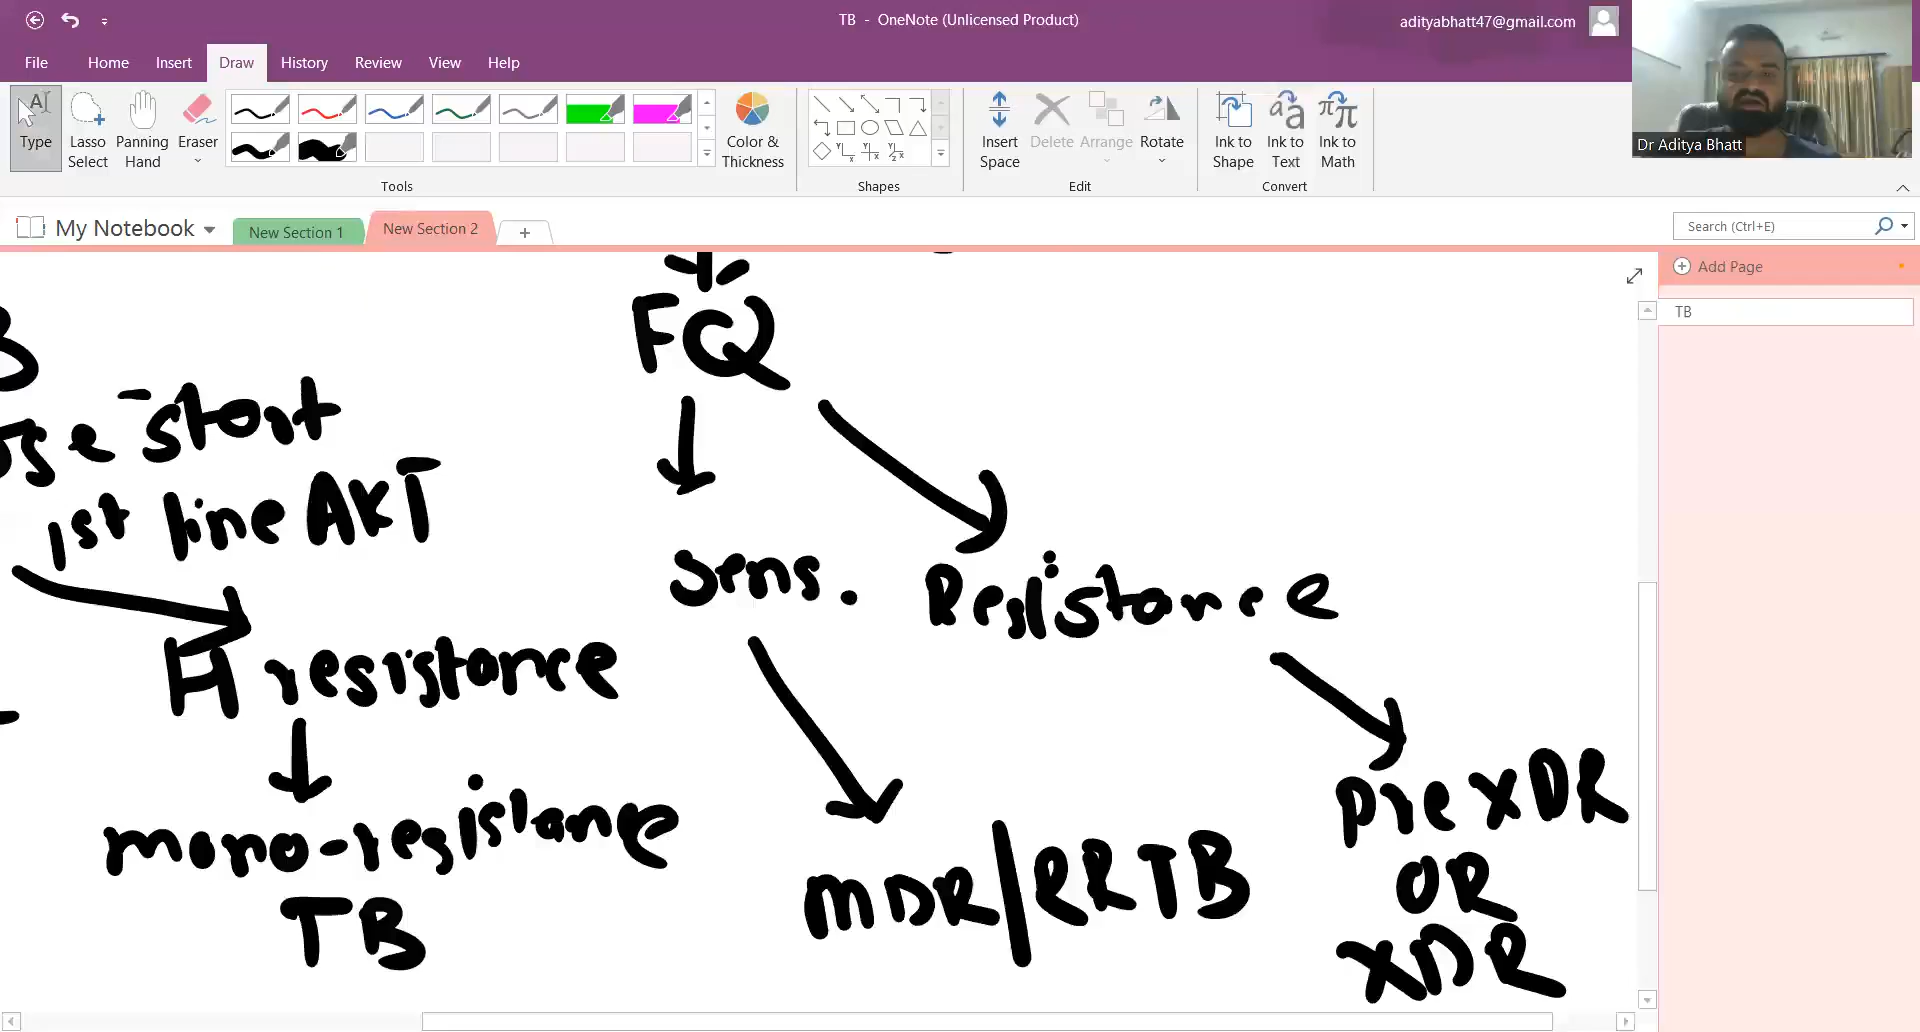 TB - OneNote (Unlicensed Product)
adityabhatt47@gmail.com
File Home Insert Draw History Review View Help
Type
Lasso Select
Panning Hand
Eraser
Color & Thickness
Insert Space
Delete
Arrange
Rotate
Ink to Shape
Ink to Text
Ink to Math
Tools
Shapes
Edit
Convert
Dr Aditya Bhatt
My Notebook
New Section 1
New Section 2
Search (Ctrl+E)
Add Page
TB
FQ
start
1st line AKT
Sens.
Resistance
H resistance
mono-resistance
TB
MDR/RRTB
Pre XDR
OR
XDR